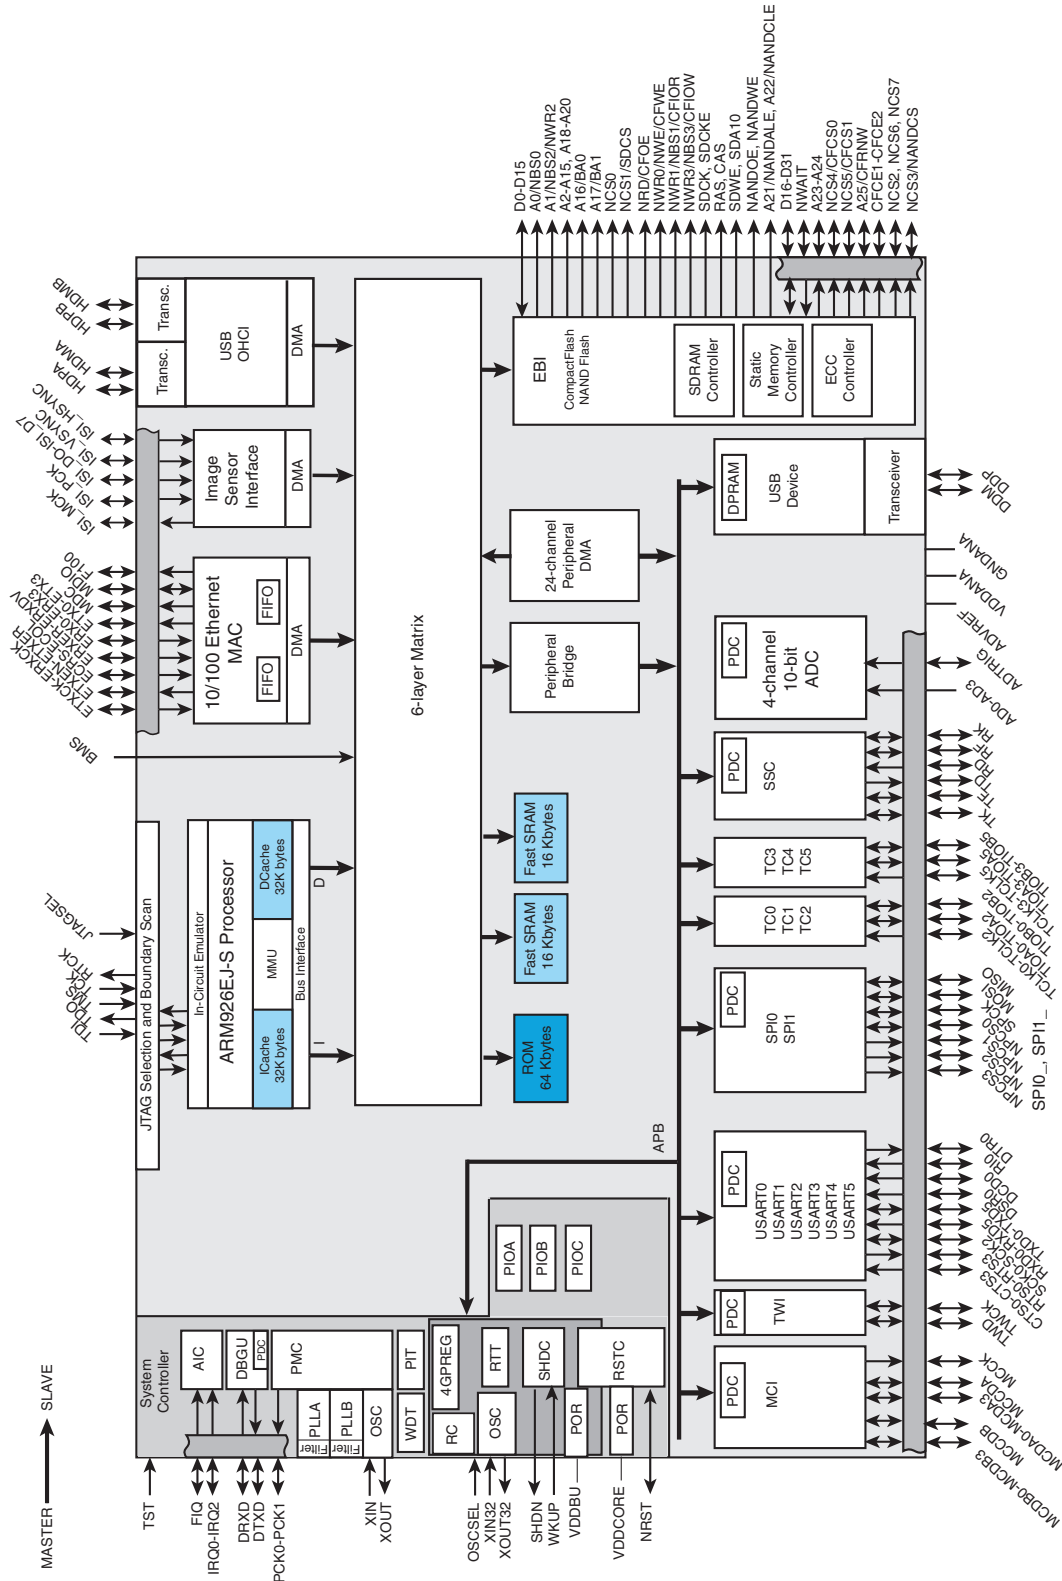 MASTER
SLAVE
TST
System
Controller
FIQ
IRQ0-IRQ2
AIC
DRXD
DTXD
DBGU
PDC
PCK0-PCK1
PMC
PLLA
Filter
PLLB
Filter
XIN
XOUT
OSC
WDT
PIT
OSCSEL
XIN32
XOUT32
RC
4GPREG
OSC
RTT
SHDN
WKUP
SHDC
VDDBU
POR
VDDCORE
POR
RSTC
NRST
PIOA
PIOB
PIOC
TDI
TDO
TMS
TCK
RTCK
JTAGSEL
JTAG Selection and Boundary Scan
In-Circuit Emulator
ARM926EJ-S Processor
ICache
32K bytes
MMU
DCache
32K bytes
Bus Interface
I
D
BMS
ETXCK-ERXCK
ETXEN-ETXER
ECRS-ECOL
ERXER-ERXDV
ERX0-ERX3
ETX0-ETX3
MDC
MDIO
F100
10/100 Ethernet
MAC
FIFO
FIFO
DMA
ISI_MCK
ISI_PCK
ISI_DO-ISI_D7
ISI_VSYNC
ISI_HSYNC
Image
Sensor
Interface
DMA
HDPA
HDMA
HDPB
HDMB
Transc.
Transc.
USB
OHCI
DMA
6-layer Matrix
ROM
64 Kbytes
Fast SRAM
16 Kbytes
Fast SRAM
16 Kbytes
Peripheral
Bridge
24-channel
Peripheral
DMA
APB
EBI
CompactFlash
NAND Flash
SDRAM
Controller
Static
Memory
Controller
ECC
Controller
D0-D15
A0/NBS0
A1/NBS2/NWR2
A2-A15, A18-A20
A16/BA0
A17/BA1
NCS0
NCS1/SDCS
NRD/CFOE
NWR0/NWE/CFWE
NWR1/NBS1/CFIOR
NWR3/NBS3/CFIOW
SDCK, SDCKE
RAS, CAS
SDWE, SDA10
NANDOE, NANDWE
A21/NANDALE, A22/NANDCLE
D16-D31
NWAIT
A23-A24
NCS4/CFCS0
NCS5/CFCS1
A25/CFRNW
CFCE1-CFCE2
NCS2, NCS6, NCS7
NCS3/NANDCS
PDC
MCI
PDC
TWI
PDC
USART0
USART1
USART2
USART3
USART4
USART5
PDC
SPI0
SPI1
TC0
TC1
TC2
TC3
TC4
TC5
PDC
SSC
PDC
4-channel
10-bit
ADC
DPRAM
USB
Device
Transceiver
MCDB0-MCDB3
MCCDB
MCDA0-MCDA3
MCCDA
MCCK
TWD
TWCK
CTS0-CTS3
RTS0-RTS3
SCK0-SCK2
RXD0-RXD5
TXD0-TXD5
DSR0
DCD0
RI0
DTR0
NPCS3
NPCS2
NPCS1
NPCS0
SPCK
MOSI
MISO
SPI0_, SPI1_
TCLK0-TCLK2
TIOA0-TIOA2
TIOB0-TIOB2
TCLK3-TCLK5
TIOA3-TIOA5
TIOB3-TIOB5
TK
TF
TD
RD
RF
RK
AD0-AD3
ADTRIG
ADVREF
VDDANA
GNDANA
DDM
DDP